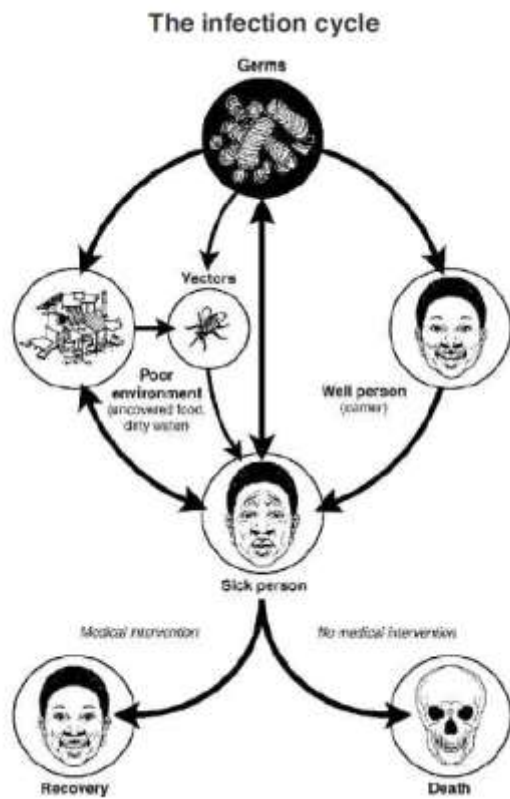 The infection cycle
Germs
Vectors
Poor
environment
(uncovered food,
dirty water)
Well person
(carrier)
Sick person
Medical intervention
No medical intervention
Recovery
Death